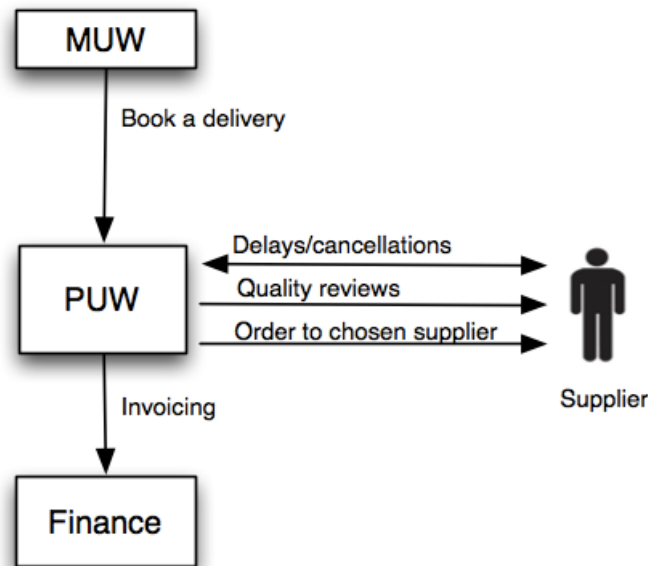 MUW
Book a delivery
Delays/cancellations
PUW
Quality reviews
Order to chosen supplier
Supplier
Invoicing
Finance